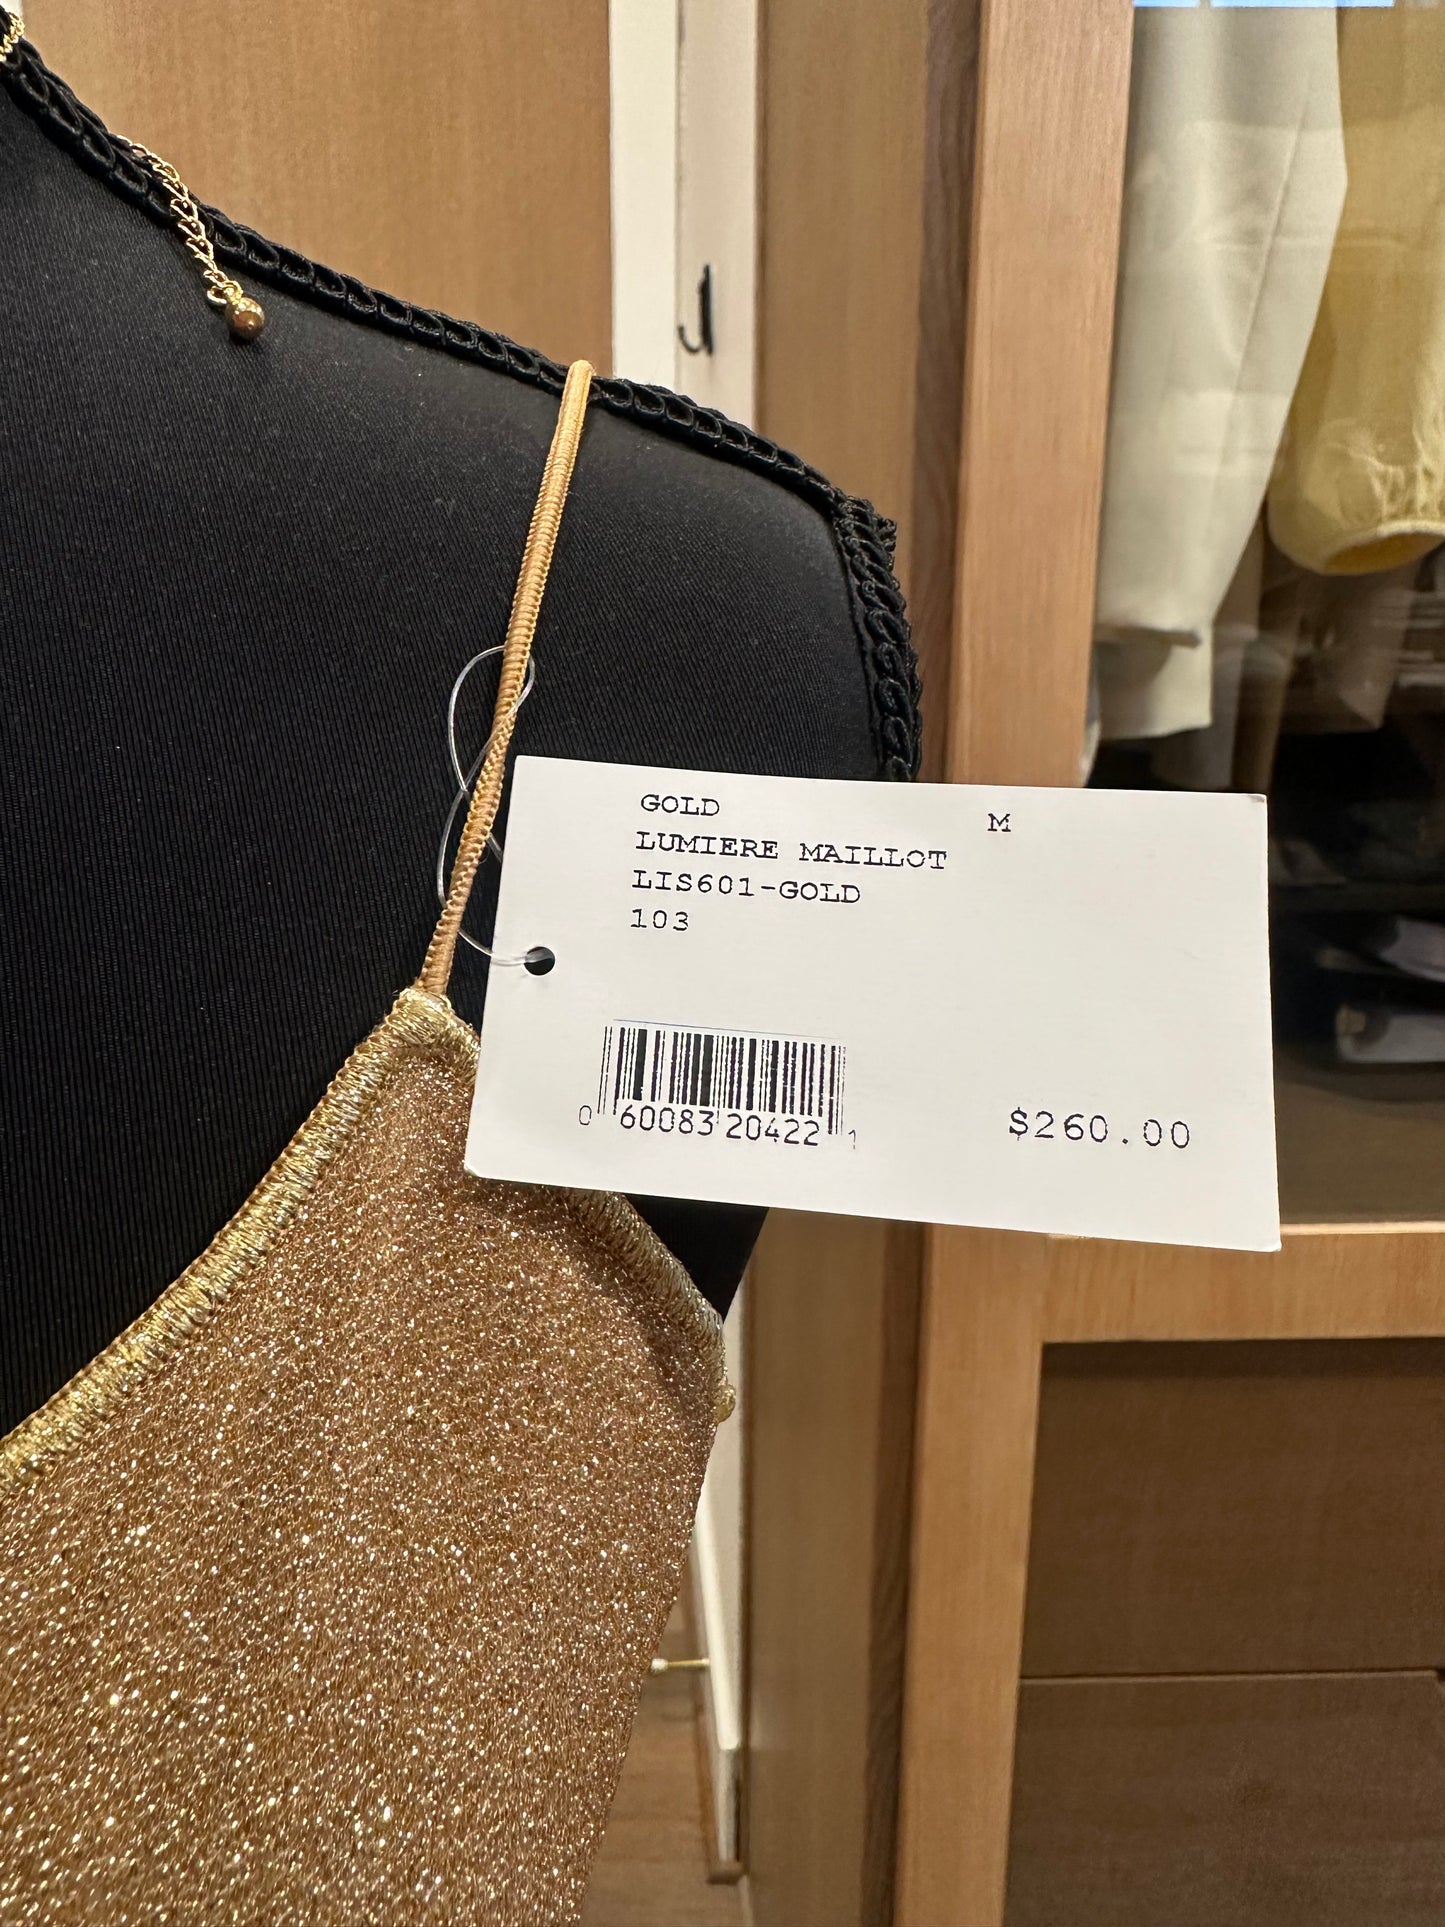 GOLD M
LUMIERE MAILLOT
LIS601-GOLD
103
0 60083 20422 1
$260.00